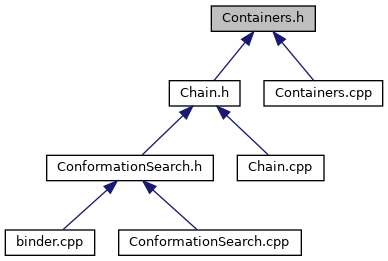 Containers.h
Chain.h
Containers.cpp
ConformationSearch.h
Chain.cpp
binder.cpp
ConformationSearch.cpp